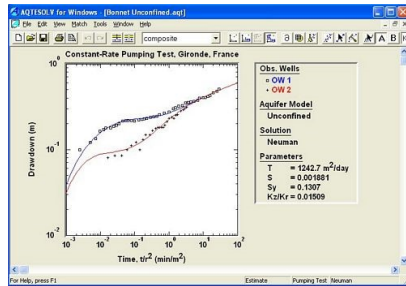 AQTESOLV for Windows - [Bonnet Unconfined.aqt]
File Edit View Match Tools Window Help
composite
Constant-Rate Pumping Test, Gironde, France
Drawdown (m)
10⁰
10⁻¹
10⁻²
10⁻³ 10⁻² 10⁻¹ 10⁰ 10¹ 10²
Time, t/r² (min/m²)
Obs. Wells
OW 1
OW 2
Aquifer Model
Unconfined
Solution
Neuman
Parameters
T = 1242.7 m²/day
S = 0.001881
Sy = 0.1307
Kz/Kr = 0.01509
For Help, press F1 Estimate Pumping Test Neuman